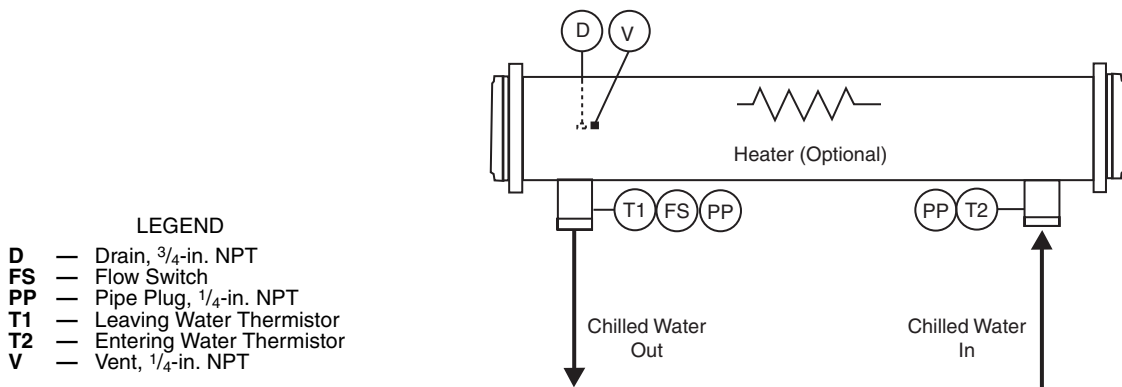 D V
Heater (Optional)
T1 FS PP
PP T2
LEGEND
D — Drain, 3/4-in. NPT
FS — Flow Switch
PP — Pipe Plug, 1/4-in. NPT
T1 — Leaving Water Thermistor
T2 — Entering Water Thermistor
V — Vent, 1/4-in. NPT
Chilled Water
Out
Chilled Water
In